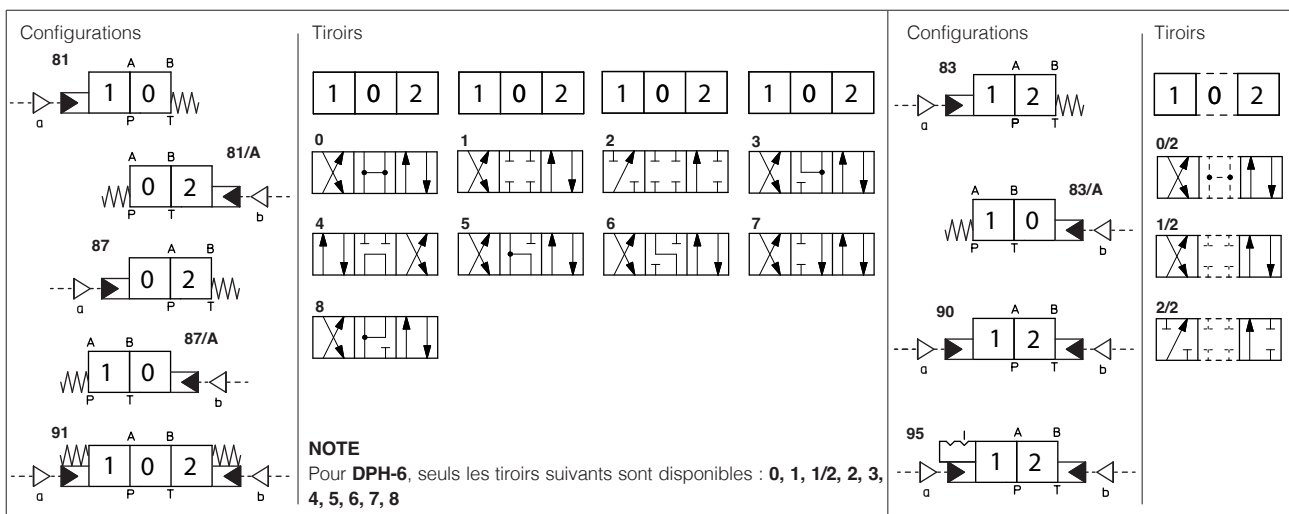 Configurations
Tiroirs
81
A B
1 0
a
P T
A B
81/A
0 2
P T
b
87
A B
0 2
a
P T
A B
87/A
1 0
P T
b
91
A B
1 0 2
a
P T
b
1 0 2
1 0 2
1 0 2
1 0 2
0
1
2
3
4
5
6
7
8
NOTE
Pour DPH-6, seuls les tiroirs suivants sont disponibles : 0, 1, 1/2, 2, 3,
4, 5, 6, 7, 8
Configurations
Tiroirs
83
A B
1 2
a
P T
A B
83/A
1 0
P T
b
90
A B
1 2
a
P T
b
95
I
A B
1 2
a
P T
b
1 0 2
0/2
1/2
2/2